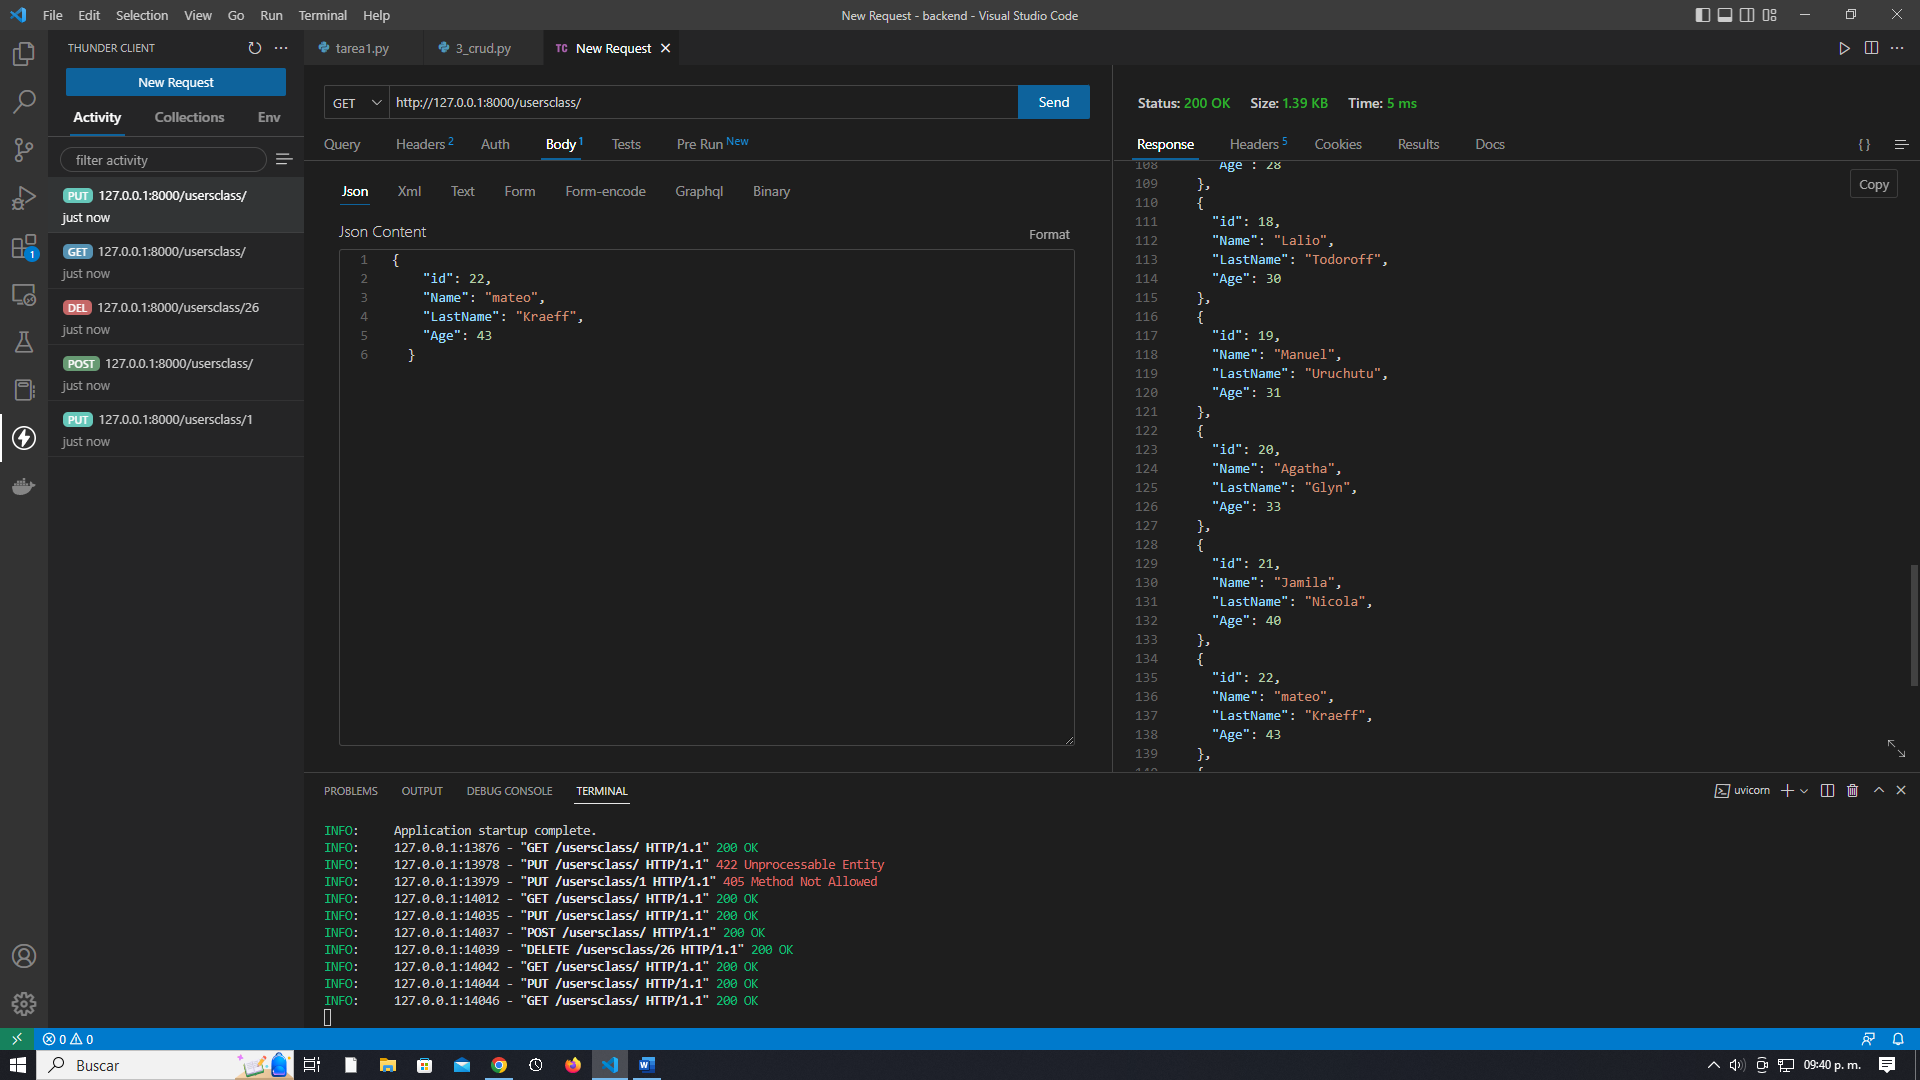 File Edit Selection View Go Run Terminal Help
New Request - backend - Visual Studio Code
THUNDER CLIENT
New Request
Activity Collections Env
filter activity
PUT 127.0.0.1:8000/usersclass/
just now
GET 127.0.0.1:8000/usersclass/
just now
DEL 127.0.0.1:8000/usersclass/26
just now
POST 127.0.0.1:8000/usersclass/
just now
PUT 127.0.0.1:8000/usersclass/1
just now
1
tarea1.py 3_crud.py TC New Request
GET http://127.0.0.1:8000/usersclass/ Send
Query Headers 2 Auth Body 1 Tests Pre Run New
Json Xml Text Form Form-encode Graphql Binary
Json Content
Format
1 {
2 "id": 22,
3 "Name": "mateo",
4 "LastName": "Kraeff",
5 "Age": 43
6 }
Status: 200 OK Size: 1.39 KB Time: 5 ms
Response Headers 5 Cookies Results Docs { }
Copy
108 "Age": 28
109 },
110 {
111 "id": 18,
112 "Name": "Lalio",
113 "LastName": "Todoroff",
114 "Age": 30
115 },
116 {
117 "id": 19,
118 "Name": "Manuel",
119 "LastName": "Uruchutu",
120 "Age": 31
121 },
122 {
123 "id": 20,
124 "Name": "Agatha",
125 "LastName": "Glyn",
126 "Age": 33
127 },
128 {
129 "id": 21,
130 "Name": "Jamila",
131 "LastName": "Nicola",
132 "Age": 40
133 },
134 {
135 "id": 22,
136 "Name": "mateo",
137 "LastName": "Kraeff",
138 "Age": 43
139 },
140 {
PROBLEMS OUTPUT DEBUG CONSOLE TERMINAL
uvicorn
INFO: Application startup complete.
INFO: 127.0.0.1:13876 - "GET /usersclass/ HTTP/1.1" 200 OK
INFO: 127.0.0.1:13978 - "PUT /usersclass/ HTTP/1.1" 422 Unprocessable Entity
INFO: 127.0.0.1:13979 - "PUT /usersclass/1 HTTP/1.1" 405 Method Not Allowed
INFO: 127.0.0.1:14012 - "GET /usersclass/ HTTP/1.1" 200 OK
INFO: 127.0.0.1:14035 - "PUT /usersclass/ HTTP/1.1" 200 OK
INFO: 127.0.0.1:14037 - "POST /usersclass/ HTTP/1.1" 200 OK
INFO: 127.0.0.1:14039 - "DELETE /usersclass/26 HTTP/1.1" 200 OK
INFO: 127.0.0.1:14042 - "GET /usersclass/ HTTP/1.1" 200 OK
INFO: 127.0.0.1:14044 - "PUT /usersclass/ HTTP/1.1" 200 OK
INFO: 127.0.0.1:14046 - "GET /usersclass/ HTTP/1.1" 200 OK
0 0
Buscar
09:40 p. m.